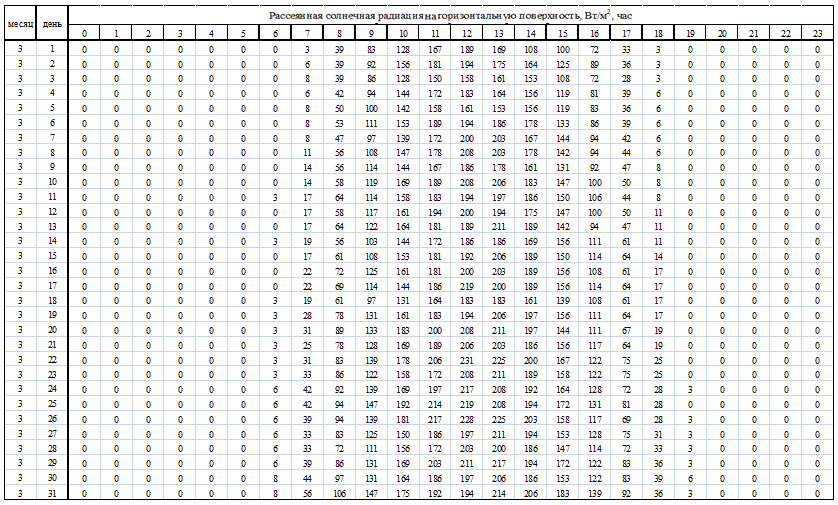 месяц день Рассеянная солнечная радиация на горизонтальную поверхность, Вт/м², час
0 1 2 3 4 5 6 7 8 9 10 11 12 13 14 15 16 17 18 19 20 21 22 23
3 1 0 0 0 0 0 0 0 3 39 83 128 167 189 169 108 100 72 33 3 0 0 0 0 0
3 2 0 0 0 0 0 0 0 6 39 92 156 181 194 175 164 125 89 36 3 0 0 0 0 0
3 3 0 0 0 0 0 0 0 8 39 86 128 150 158 161 153 108 72 28 3 0 0 0 0 0
3 4 0 0 0 0 0 0 0 6 42 94 144 172 183 164 156 119 81 39 6 0 0 0 0 0
3 5 0 0 0 0 0 0 0 8 50 100 142 158 161 153 156 119 83 36 6 0 0 0 0 0
3 6 0 0 0 0 0 0 0 8 53 111 153 189 194 186 178 133 86 39 6 0 0 0 0 0
3 7 0 0 0 0 0 0 0 8 47 97 139 172 200 203 167 144 94 42 6 0 0 0 0 0
3 8 0 0 0 0 0 0 0 11 56 108 147 178 208 203 178 142 94 44 6 0 0 0 0 0
3 9 0 0 0 0 0 0 0 14 56 114 144 167 186 178 161 131 92 47 8 0 0 0 0 0
3 10 0 0 0 0 0 0 0 14 58 119 169 189 208 206 183 147 100 50 8 0 0 0 0 0
3 11 0 0 0 0 0 0 3 17 64 114 158 183 194 197 186 150 106 44 8 0 0 0 0 0
3 12 0 0 0 0 0 0 0 17 58 117 161 194 200 194 175 147 100 50 11 0 0 0 0 0
3 13 0 0 0 0 0 0 0 17 64 122 164 181 189 211 189 142 94 47 11 0 0 0 0 0
3 14 0 0 0 0 0 0 3 19 56 103 144 172 186 186 169 156 111 61 11 0 0 0 0 0
3 15 0 0 0 0 0 0 0 17 61 108 153 181 192 206 189 150 114 64 14 0 0 0 0 0
3 16 0 0 0 0 0 0 0 22 72 125 161 181 200 203 189 156 108 61 17 0 0 0 0 0
3 17 0 0 0 0 0 0 0 22 69 114 144 186 219 200 189 156 114 64 17 0 0 0 0 0
3 18 0 0 0 0 0 0 3 19 61 97 131 164 183 183 161 139 108 61 17 0 0 0 0 0
3 19 0 0 0 0 0 0 3 28 78 131 161 183 194 206 197 156 111 64 17 0 0 0 0 0
3 20 0 0 0 0 0 0 3 31 89 133 183 200 208 211 197 144 111 67 19 0 0 0 0 0
3 21 0 0 0 0 0 0 3 25 78 128 169 189 206 203 186 156 117 64 19 0 0 0 0 0
3 22 0 0 0 0 0 0 3 31 83 139 178 206 231 225 200 167 122 75 25 0 0 0 0 0
3 23 0 0 0 0 0 0 3 33 86 122 158 172 208 211 189 158 122 75 25 0 0 0 0 0
3 24 0 0 0 0 0 0 6 42 92 139 169 197 217 208 192 164 128 72 28 3 0 0 0 0
3 25 0 0 0 0 0 0 6 42 94 147 192 214 219 208 194 172 131 81 28 0 0 0 0 0
3 26 0 0 0 0 0 0 6 39 94 139 181 217 228 225 203 158 117 69 28 3 0 0 0 0
3 27 0 0 0 0 0 0 6 33 83 125 150 186 197 211 194 153 128 75 31 3 0 0 0 0
3 28 0 0 0 0 0 0 6 33 72 111 156 172 203 200 186 147 114 72 33 3 0 0 0 0
3 29 0 0 0 0 0 0 6 39 86 131 169 203 211 217 194 172 122 83 36 3 0 0 0 0
3 30 0 0 0 0 0 0 8 44 97 131 164 186 197 206 186 153 122 83 39 6 0 0 0 0
3 31 0 0 0 0 0 0 8 56 106 147 175 192 194 214 206 183 139 92 36 3 0 0 0 0